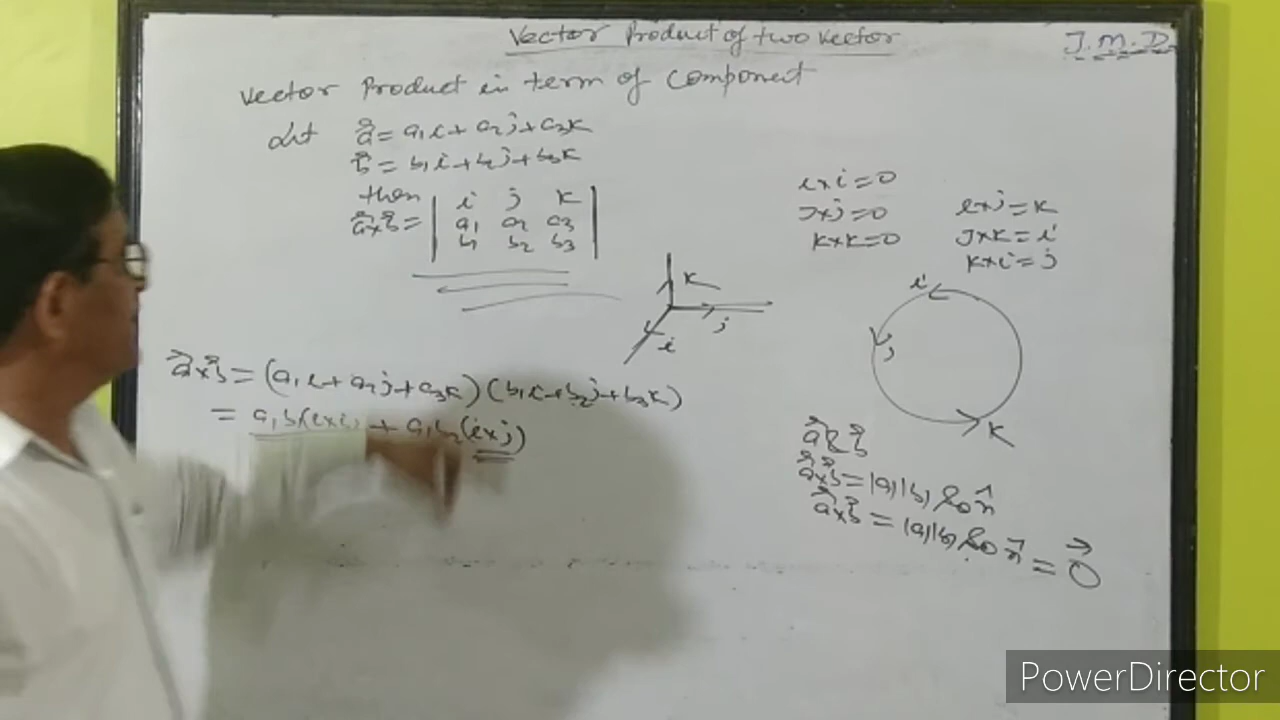 Vector Product of two vector
J.M.D.
Vector Product in term of Component
Let a⃗ = a₁i + a₂j + a₃k
b⃗ = b₁i + b₂j + b₃k
then
a⃗×b⃗ = | i j k |
| a₁ a₂ a₃ |
| b₁ b₂ b₃ |
i×i=0
j×j=0
k×k=0
i×j=k
j×k=i
k×i=j
k
j
i
i
j
k
a⃗×b⃗ = (a₁i + a₂j + a₃k) (b₁i + b₂j + b₃k)
= a₁b₁(i×i) + a₁b₂(i×j)
a⃗×b⃗ = |a||b|
a⃗×b⃗ = |a||b| = 0⃗
PowerDirector